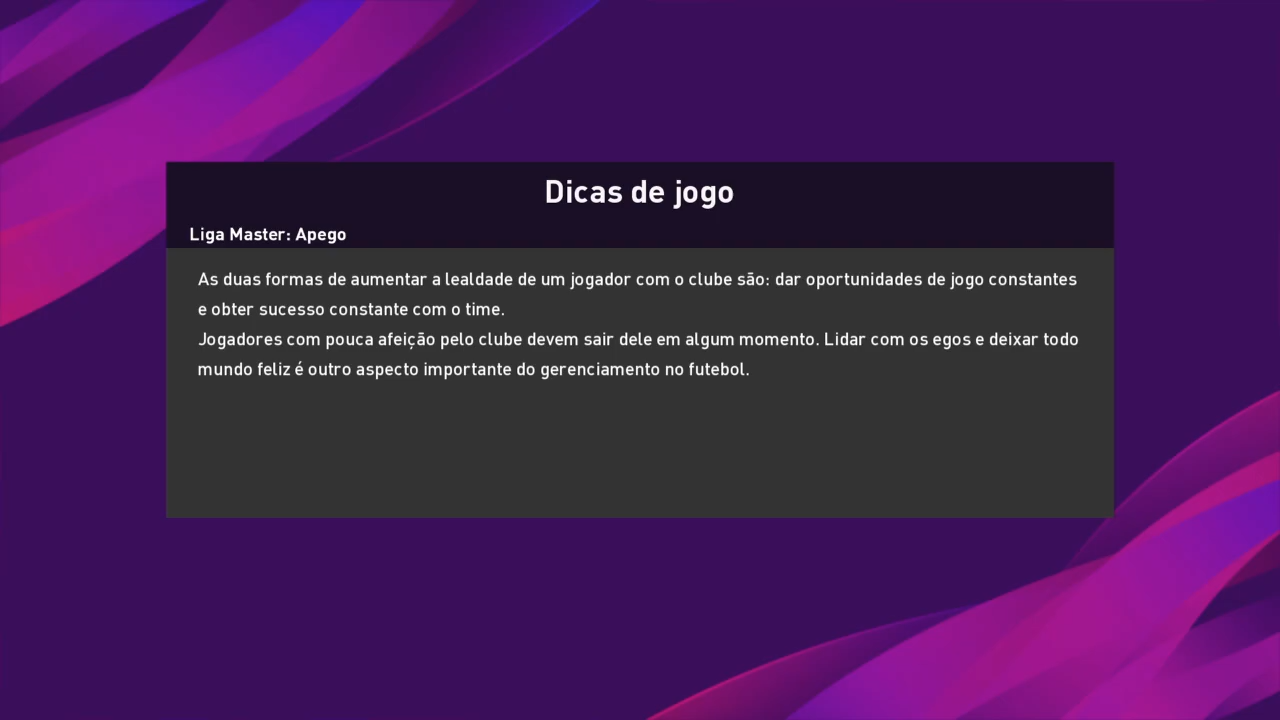 Dicas de jogo
Liga Master: Apego
As duas formas de aumentar a lealdade de um jogador com o clube são: dar oportunidades de jogo constantes
e obter sucesso constante com o time.
Jogadores com pouca afeição pelo clube devem sair dele em algum momento. Lidar com os egos e deixar todo
mundo feliz é outro aspecto importante do gerenciamento no futebol.